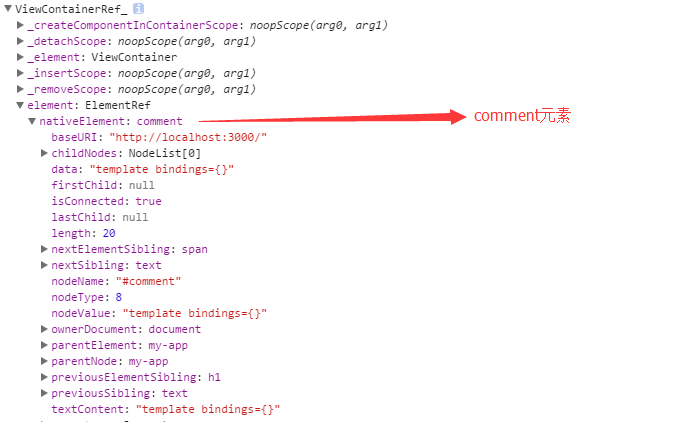 ViewContainerRef_ i
_createComponentInContainerScope: noopScope(arg0, arg1)
_detachScope: noopScope(arg0, arg1)
_element: ViewContainer
_insertScope: noopScope(arg0, arg1)
_removeScope: noopScope(arg0, arg1)
element: ElementRef
nativeElement: comment comment元素
baseURI: "http://localhost:3000/"
childNodes: NodeList[0]
data: "template bindings={}"
firstChild: null
isConnected: true
lastChild: null
length: 20
nextElementSibling: span
nextSibling: text
nodeName: "#comment"
nodeType: 8
nodeValue: "template bindings={}"
ownerDocument: document
parentElement: my-app
parentNode: my-app
previousElementSibling: h1
previousSibling: text
textContent: "template bindings={}"